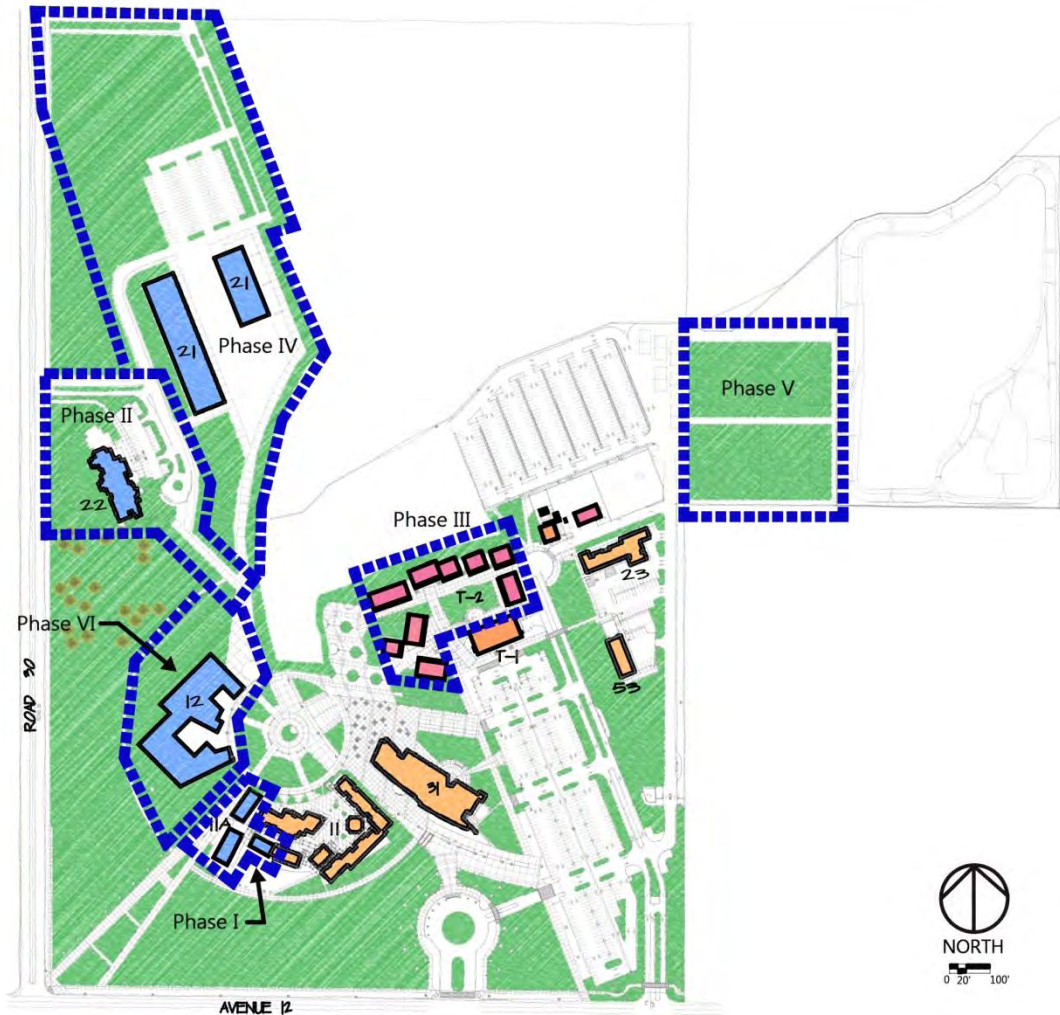 21
21
Phase IV
Phase V
Phase II
22
Phase III
23
T-2
T-1
53
Phase VI
12
ROAD 30
31
11A
11
Phase I
NORTH
0 20' 100'
AVENUE 12